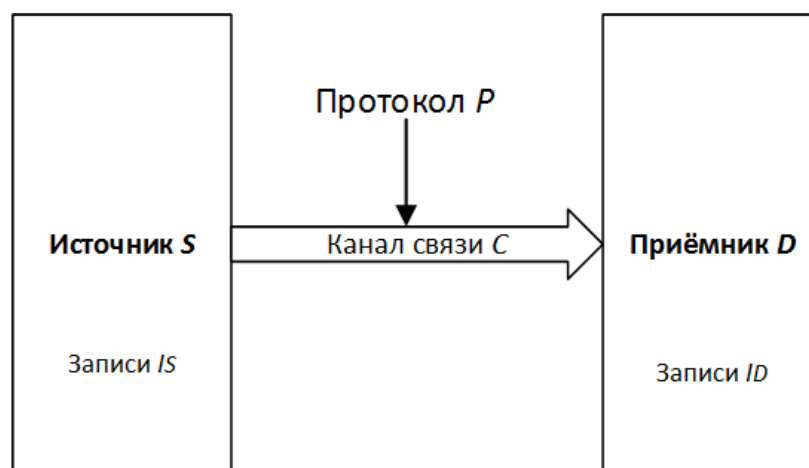 Протокол P
Источник S
Канал связи C
Приёмник D
Записи IS
Записи ID